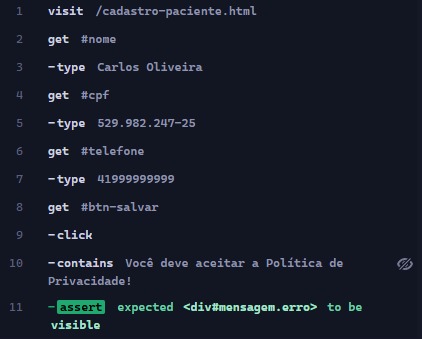 1 visit /cadastro-paciente.html
2 get #nome
3 -type Carlos Oliveira
4 get #cpf
5 -type 529.982.247-25
6 get #telefone
7 -type 41999999999
8 get #btn-salvar
9 -click
10 -contains Você deve aceitar a Política de
Privacidade!
11 -assert expected <div#mensagem.erro> to be
visible